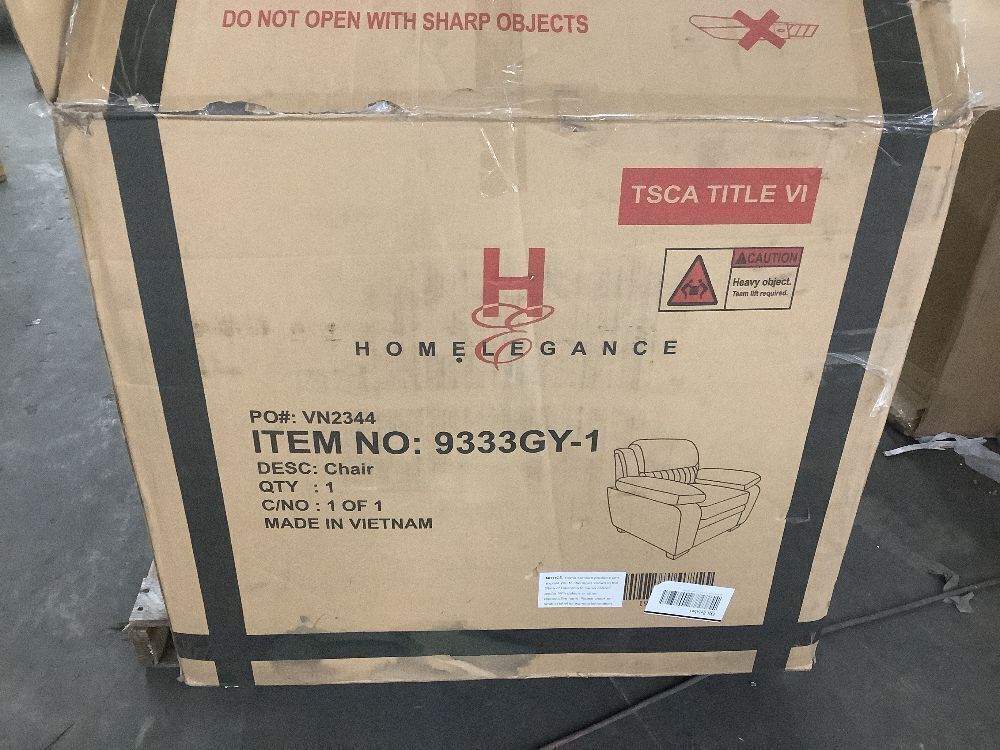 DO NOT OPEN WITH SHARP OBJECTS
TSCA TITLE VI
CAUTION
Heavy object.
Team lift required.
H
E
HOMELEGANCE
PO#: VN2344
ITEM NO: 9333GY-1
DESC: Chair
QTY : 1
C/NO : 1 OF 1
MADE IN VIETNAM
NOTICE: